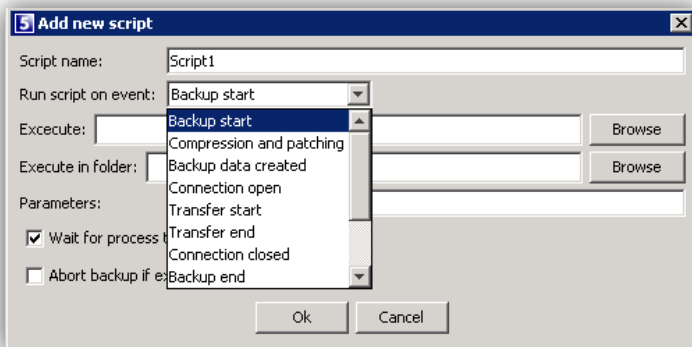 5 Add new script
Script name: Script1
Run script on event: Backup start
Backup start
Excecute: Browse
Compression and patching
Backup data created
Execute in folder: Browse
Connection open
Parameters:
Transfer start
Transfer end
Wait for process
Connection closed
Abort backup if
Backup end
Ok Cancel